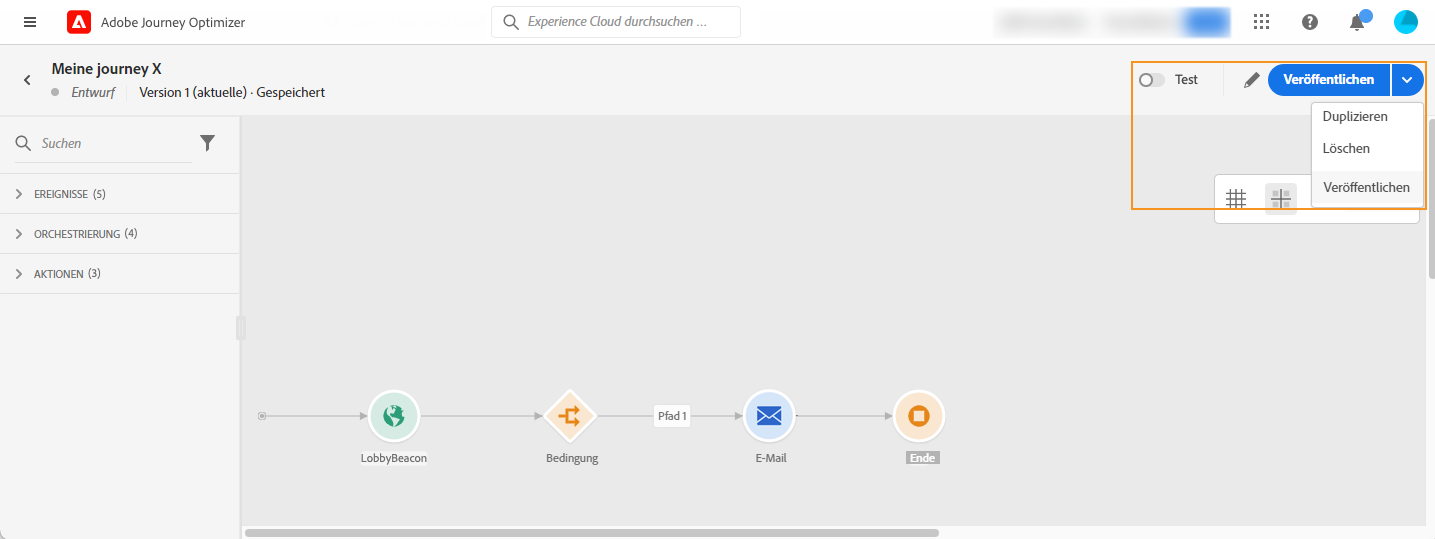 Adobe Journey Optimizer
Experience Cloud durchsuchen ...
Meine journey X
Entwurf
Version 1 (aktuelle) · Gespeichert
Test
Veröffentlichen
Duplizieren
Löschen
Veröffentlichen
Suchen
EREIGNISSE (5)
ORCHESTRIERUNG (4)
AKTIONEN (3)
Pfad 1
LobbyBeacon
Bedingung
E-Mail
Ende